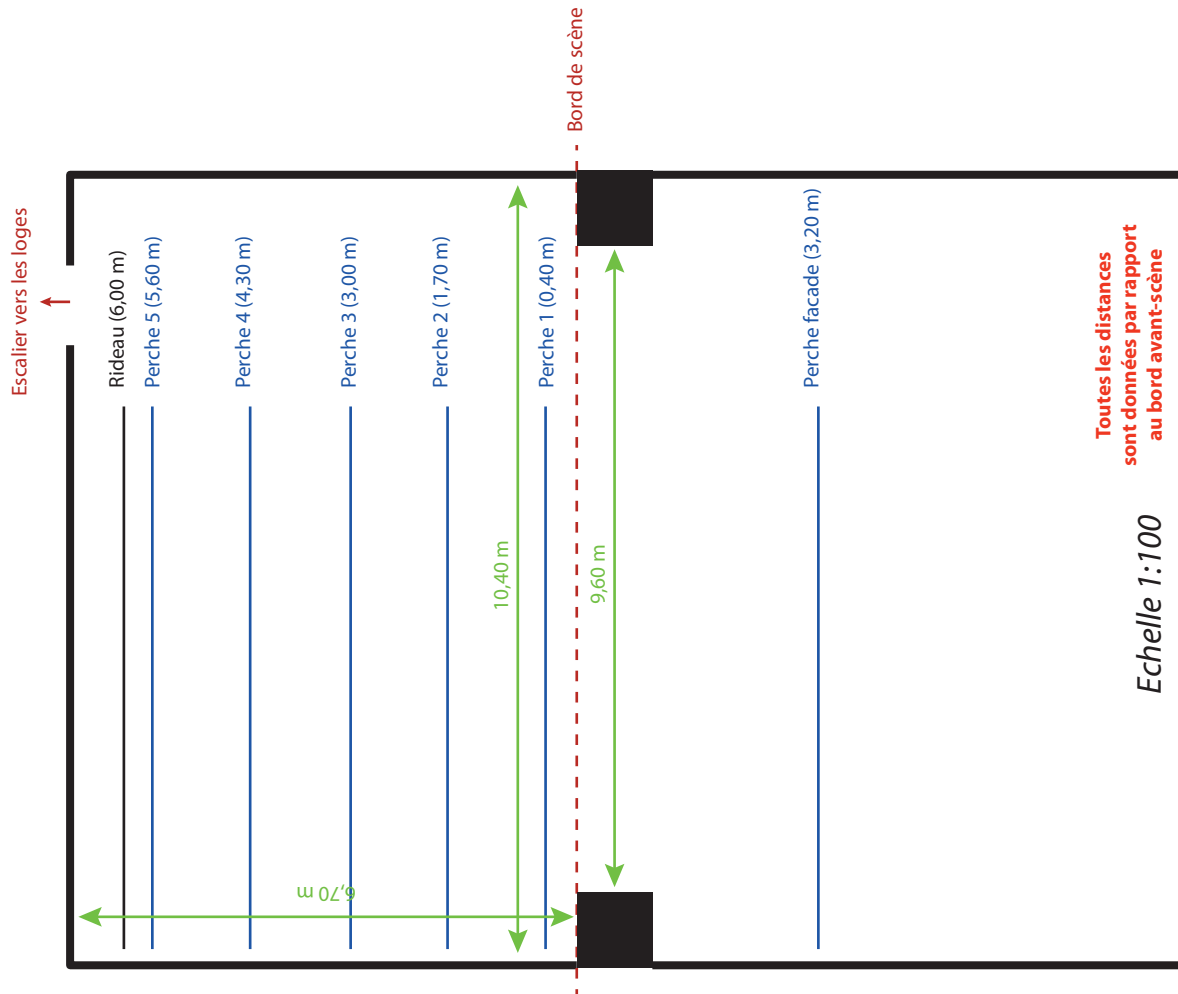 Escalier vers les loges
Rideau (6,00 m)
Perche 5 (5,60 m)
Perche 4 (4,30 m)
Perche 3 (3,00 m)
Perche 2 (1,70 m)
Perche 1 (0,40 m)
Bord de scène
10,40 m
9,60 m
6,70 m
Perche facade (3,20 m)
Toutes les distances
sont données par rapport
au bord avant-scène
Echelle 1:100